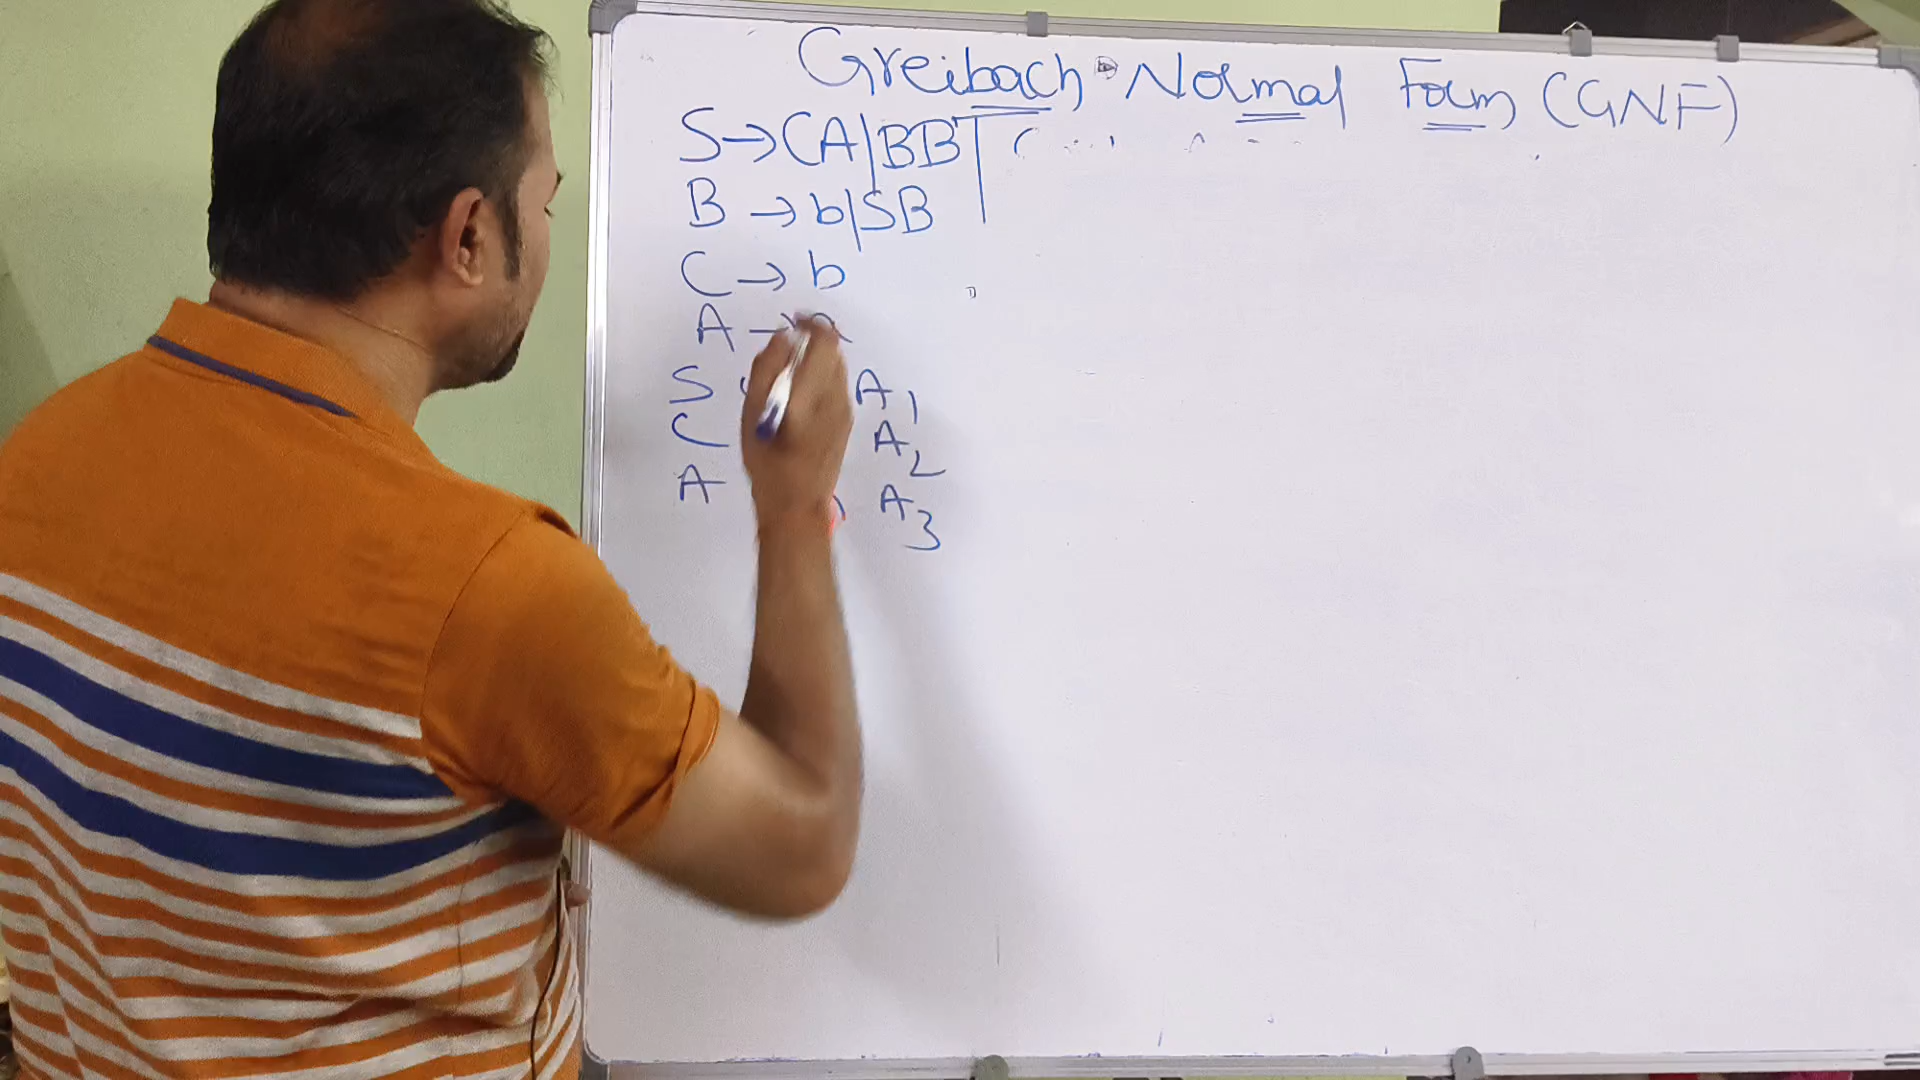 Greibach Normal Form (GNF)
S → CA | BB
B → b | SB
C → b
A →
S A1
C A2
A A3